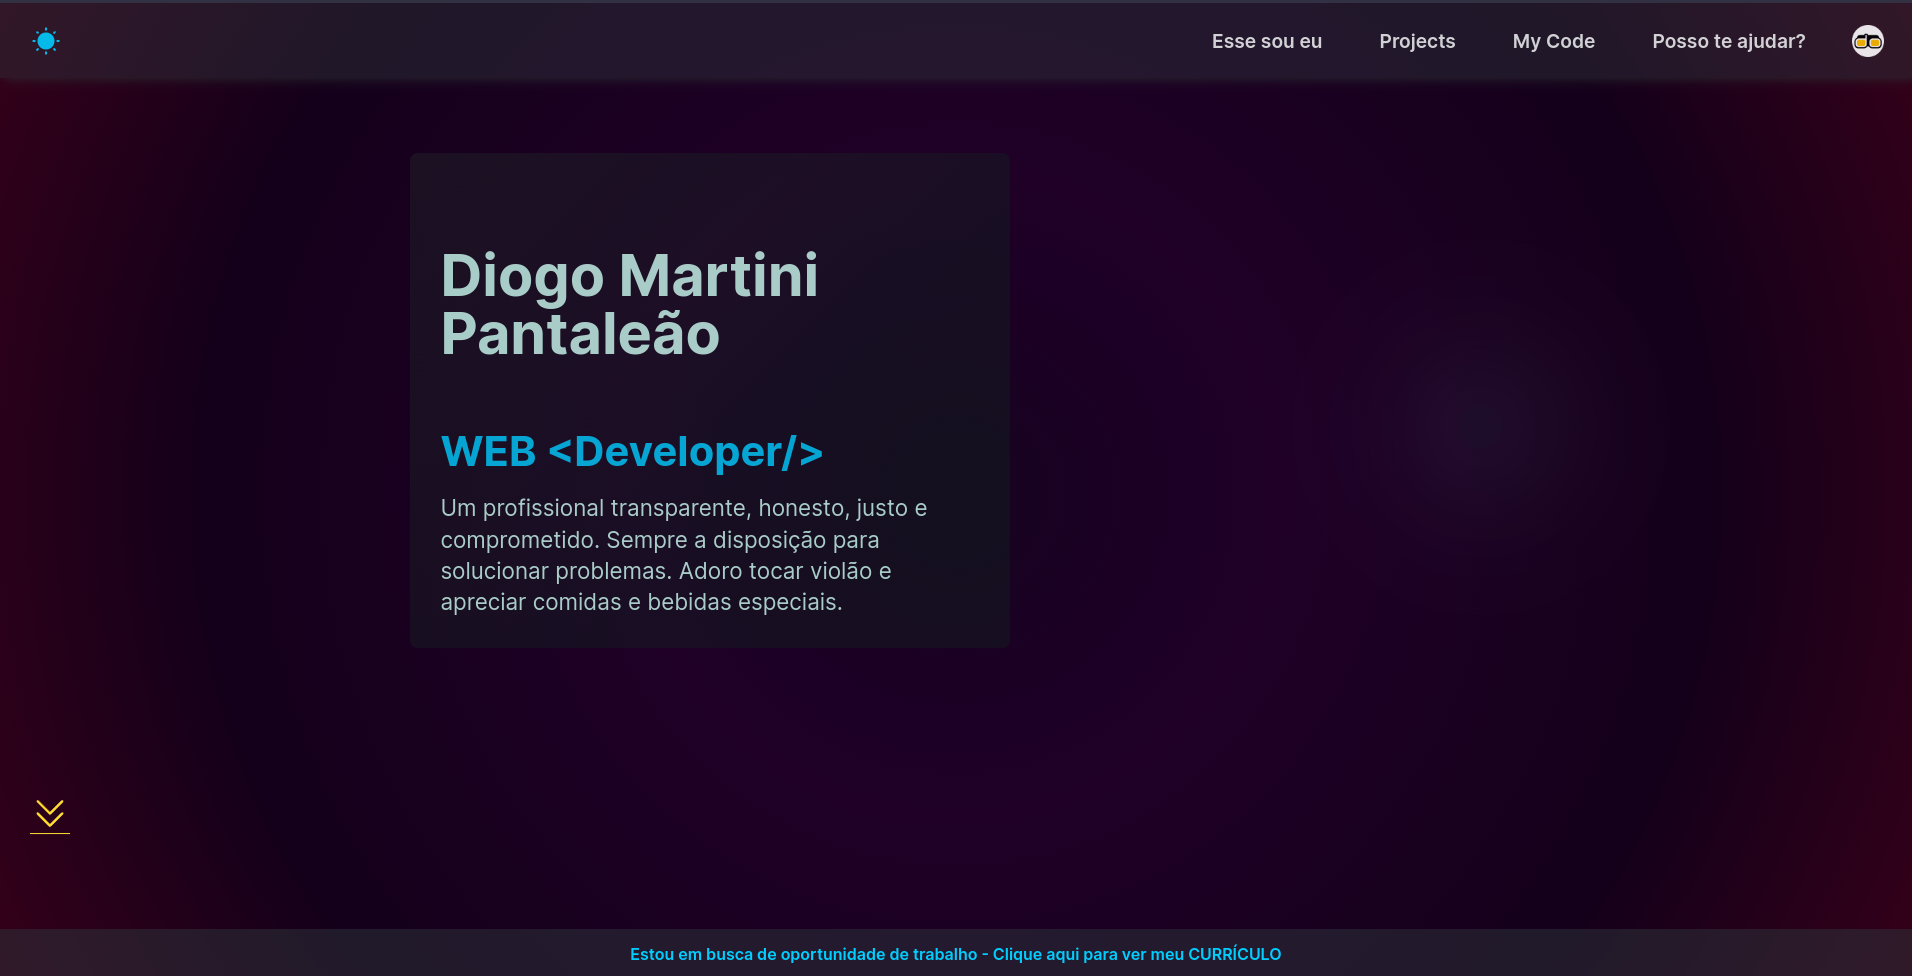 Esse sou eu
Projects
My Code
Posso te ajudar?
Diogo Martini
Pantaleão
WEB <Developer/>
Um profissional transparente, honesto, justo e
comprometido. Sempre a disposição para
solucionar problemas. Adoro tocar violão e
apreciar comidas e bebidas especiais.
Estou em busca de oportunidade de trabalho - Clique aqui para ver meu CURRÍCULO